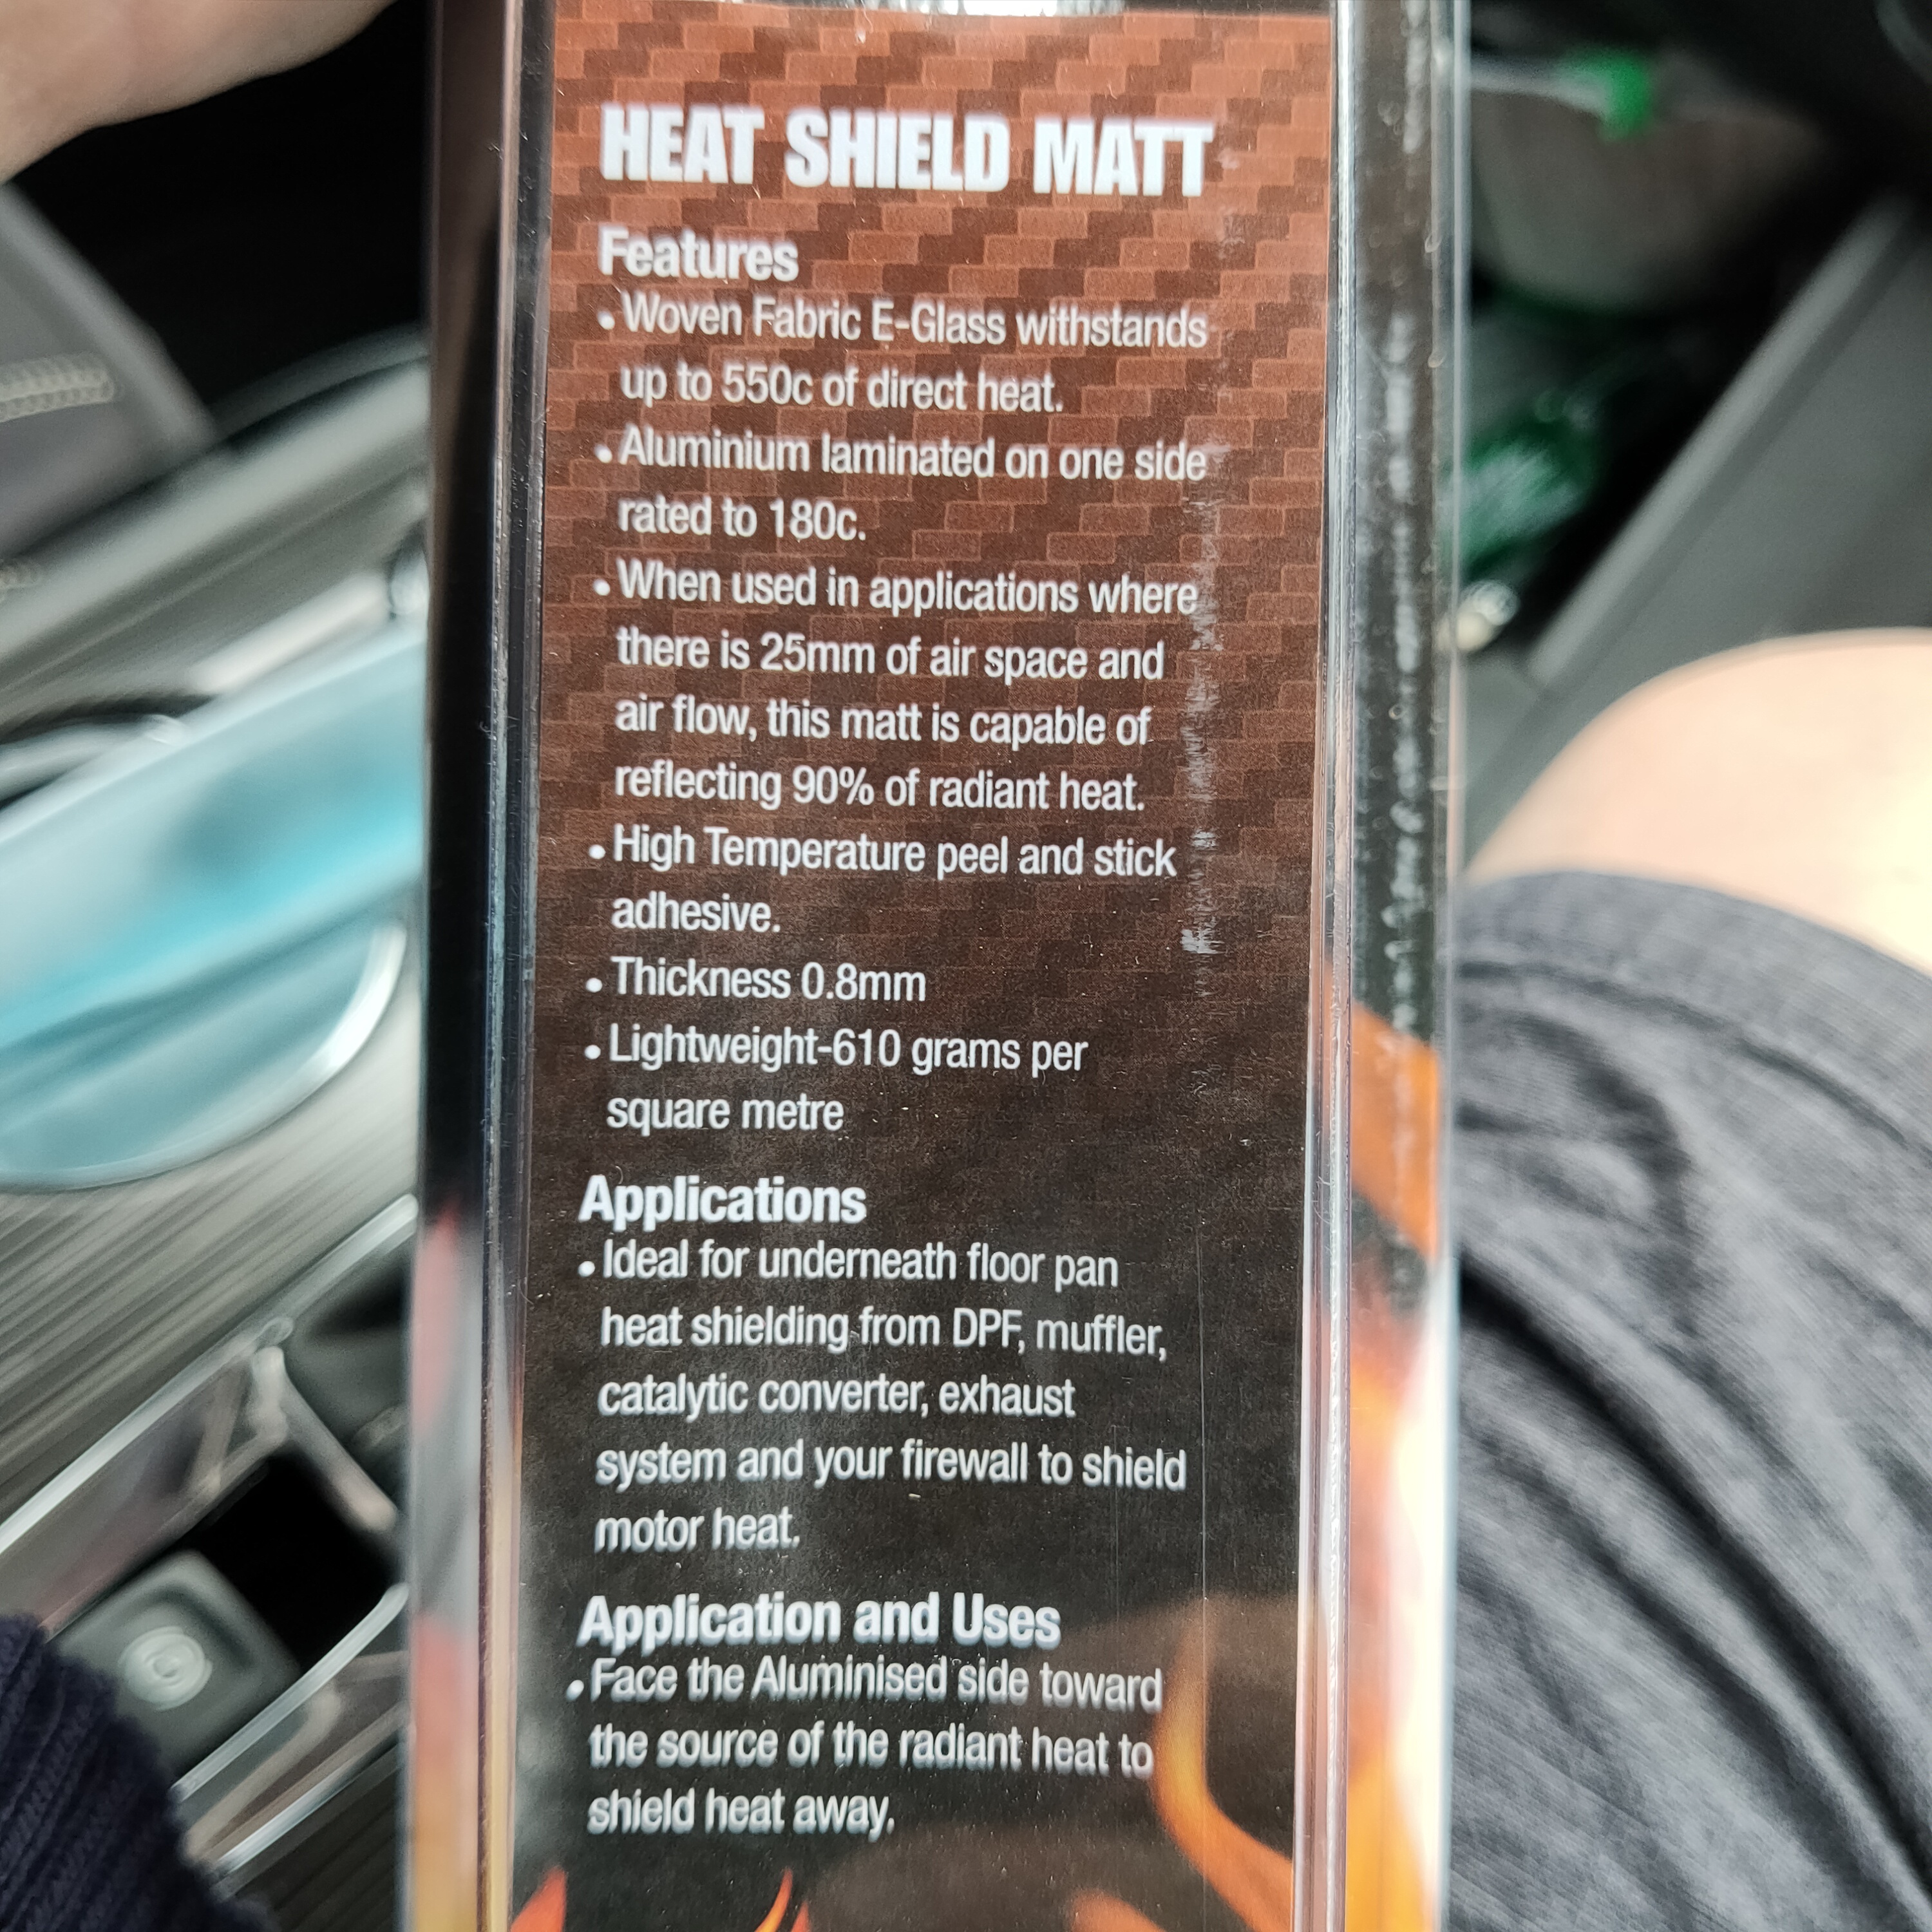 HEAT SHIELD MATT
Features
• Woven Fabric E-Glass withstands
up to 550c of direct heat.
• Aluminium laminated on one side
rated to 180c.
• When used in applications where
there is 25mm of air space and
air flow, this matt is capable of
reflecting 90% of radiant heat.
• High Temperature peel and stick
adhesive.
• Thickness 0.8mm
• Lightweight-610 grams per
square metre
Applications
• Ideal for underneath floor pan
heat shielding from DPF, muffler,
catalytic converter, exhaust
system and your firewall to shield
motor heat.
Application and Uses
• Face the Aluminised side toward
the source of the radiant heat to
shield heat away.